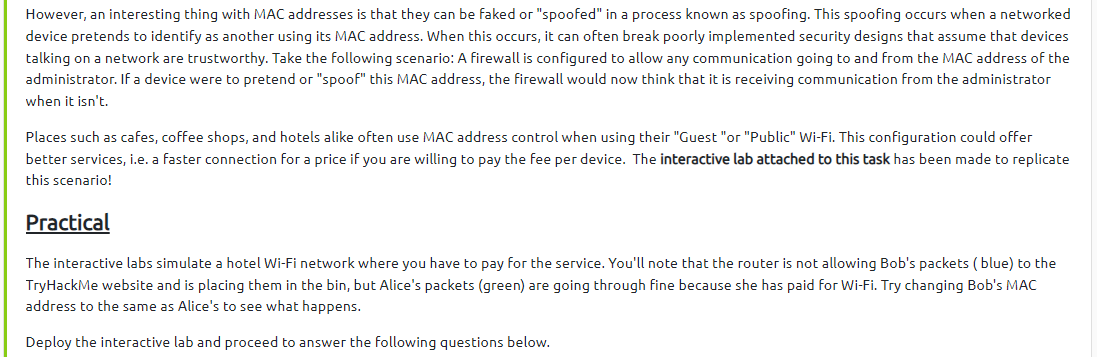 However, an interesting thing with MAC addresses is that they can be faked or "spoofed" in a process known as spoofing. This spoofing occurs when a networked
device pretends to identify as another using its MAC address. When this occurs, it can often break poorly implemented security designs that assume that devices
talking on a network are trustworthy. Take the following scenario: A firewall is configured to allow any communication going to and from the MAC address of the
administrator. If a device were to pretend or "spoof" this MAC address, the firewall would now think that it is receiving communication from the administrator
when it isn't.
Places such as cafes, coffee shops, and hotels alike often use MAC address control when using their "Guest "or "Public" Wi-Fi. This configuration could offer
better services, i.e. a faster connection for a price if you are willing to pay the fee per device.  The interactive lab attached to this task has been made to replicate
this scenario!
Practical
The interactive labs simulate a hotel Wi-Fi network where you have to pay for the service. You'll note that the router is not allowing Bob's packets ( blue) to the
TryHackMe website and is placing them in the bin, but Alice's packets (green) are going through fine because she has paid for Wi-Fi. Try changing Bob's MAC
address to the same as Alice's to see what happens.
Deploy the interactive lab and proceed to answer the following questions below.